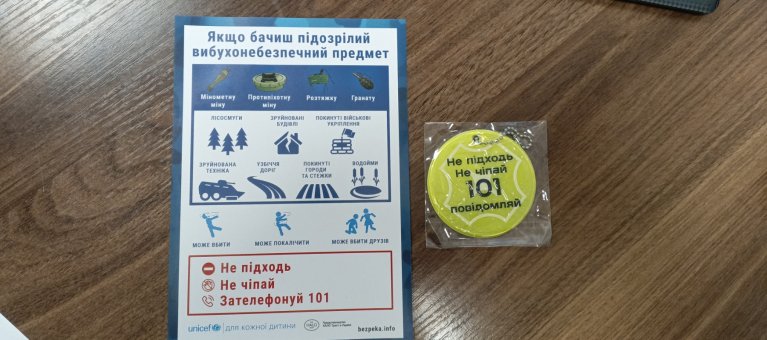 Якщо бачиш підозрілий
вибухонебезпечний предмет
Мінометну
міну
Протипіхотну
міну
Розтяжку
Гранату
ЛІСОСМУГИ
ЗРУЙНОВАНІ
БУДІВЛІ
ПОКИНУТІ ВІЙСЬКОВІ
УКРІПЛЕННЯ
ЗРУЙНОВАНА
ТЕХНІКА
УЗБІЧЧЯ
ДОРІГ
ПОКИНУТІ
ГОРОДИ
ТА СТЕЖКИ
ВОДОЙМИ
МОЖЕ ВБИТИ
МОЖЕ ПОКАЛІЧИТИ
МОЖЕ ВБИТИ ДРУЗІВ
Не підходь
Не чіпай
Зателефонуй 101
unicef
для кожної дитини
bezpeka.info
Не підходь
Не чіпай
101
повідомляй